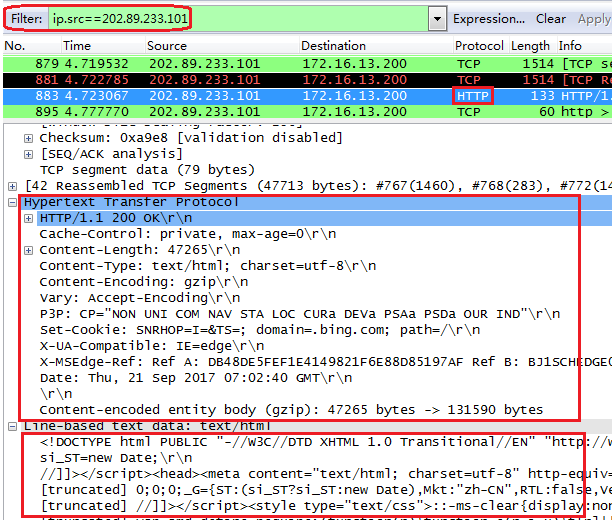 Filter: ip.src==202.89.233.101 Expression... Clear Apply
No. Time Source Destination Protocol Length Info
879 4.719532 202.89.233.101 172.16.13.200 TCP 1514 [TCP se
881 4.722785 202.89.233.101 172.16.13.200 TCP 1514 [TCP Re
883 4.723067 202.89.233.101 172.16.13.200 HTTP 133 HTTP/1.
895 4.777770 202.89.233.101 172.16.13.200 TCP 60 http >
Checksum: 0xa9e8 [validation disabled]
[SEQ/ACK analysis]
TCP segment data (79 bytes)
[42 Reassembled TCP Segments (47713 bytes): #767(1460), #768(283), #772(14
Hypertext Transfer Protocol
HTTP/1.1 200 OK\r\n
Cache-Control: private, max-age=0\r\n
Content-Length: 47265\r\n
Content-Type: text/html; charset=utf-8\r\n
Content-Encoding: gzip\r\n
Vary: Accept-Encoding\r\n
P3P: CP="NON UNI COM NAV STA LOC CURa DEVa PSAa PSDa OUR IND"\r\n
Set-Cookie: SNRHOP=I=&TS=; domain=.bing.com; path=/\r\n
X-UA-Compatible: IE=edge\r\n
X-MSEdge-Ref: Ref A: DB48DE5FEF1E4149821F6E88D85197AF Ref B: BJ1SCHEDGE0
Date: Thu, 21 Sep 2017 07:02:40 GMT\r\n
\r\n
Content-encoded entity body (gzip): 47265 bytes -> 131590 bytes
Line-based text data: text/html
<!DOCTYPE html PUBLIC "-//W3C//DTD XHTML 1.0 Transitional//EN" "http://w
si_ST=new Date;\r\n
//]]></script><head><meta content="text/html; charset=utf-8" http-equiv=
[truncated] 0;0;0;_G={ST:(si_ST?si_ST:new Date),Mkt:"zh-CN",RTL:false,Ve
[truncated] //]]></script><style type="text/css">::-ms-clear{display:non